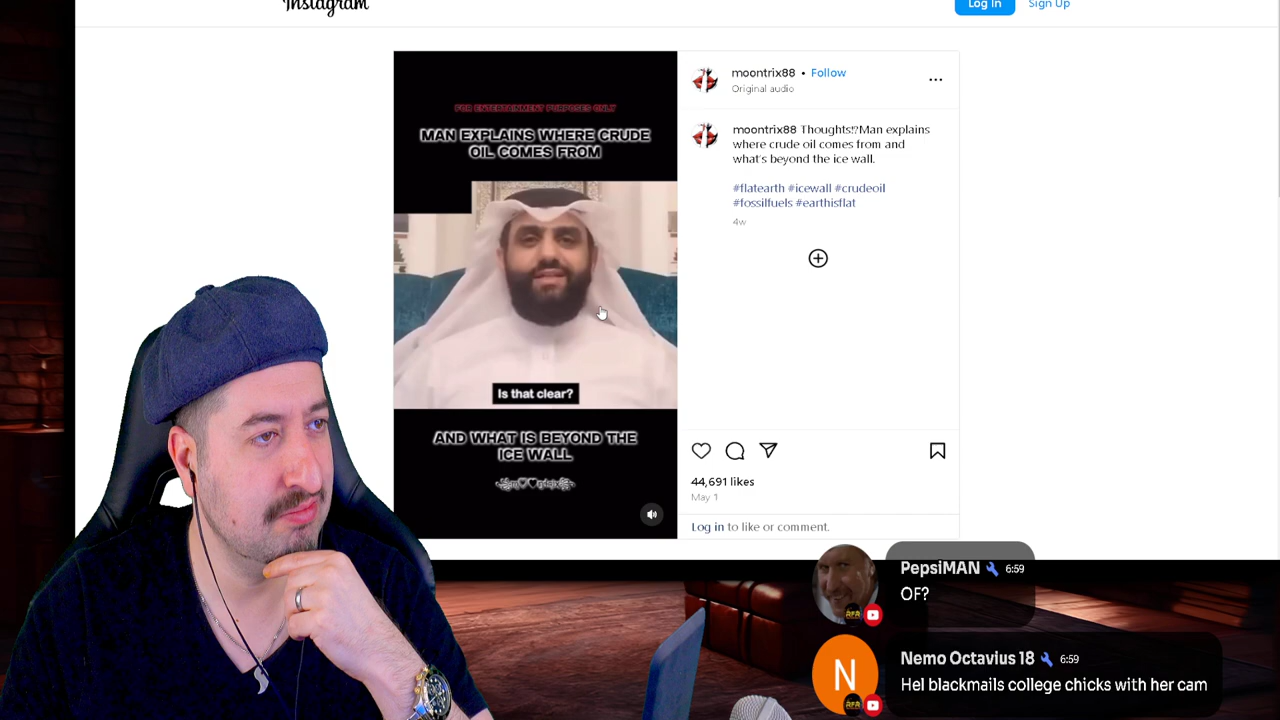 Instagram
Log In
Sign Up
FOR ENTERTAINMENT PURPOSES ONLY
MAN EXPLAINS WHERE CRUDE
OIL COMES FROM
Is that clear?
AND WHAT IS BEYOND THE
ICE WALL
moontrix88 • Follow
Original audio
moontrix88 Thoughts!?Man explains
where crude oil comes from and
what's beyond the ice wall.
#flatearth #icewall #crudeoil
#fossilfuels #earthisflat
4w
44,691 likes
May 1
Log in to like or comment.
PepsiMAN 6:59
OF?
N
Nemo Octavius 18 6:59
Hel blackmails college chicks with her cam